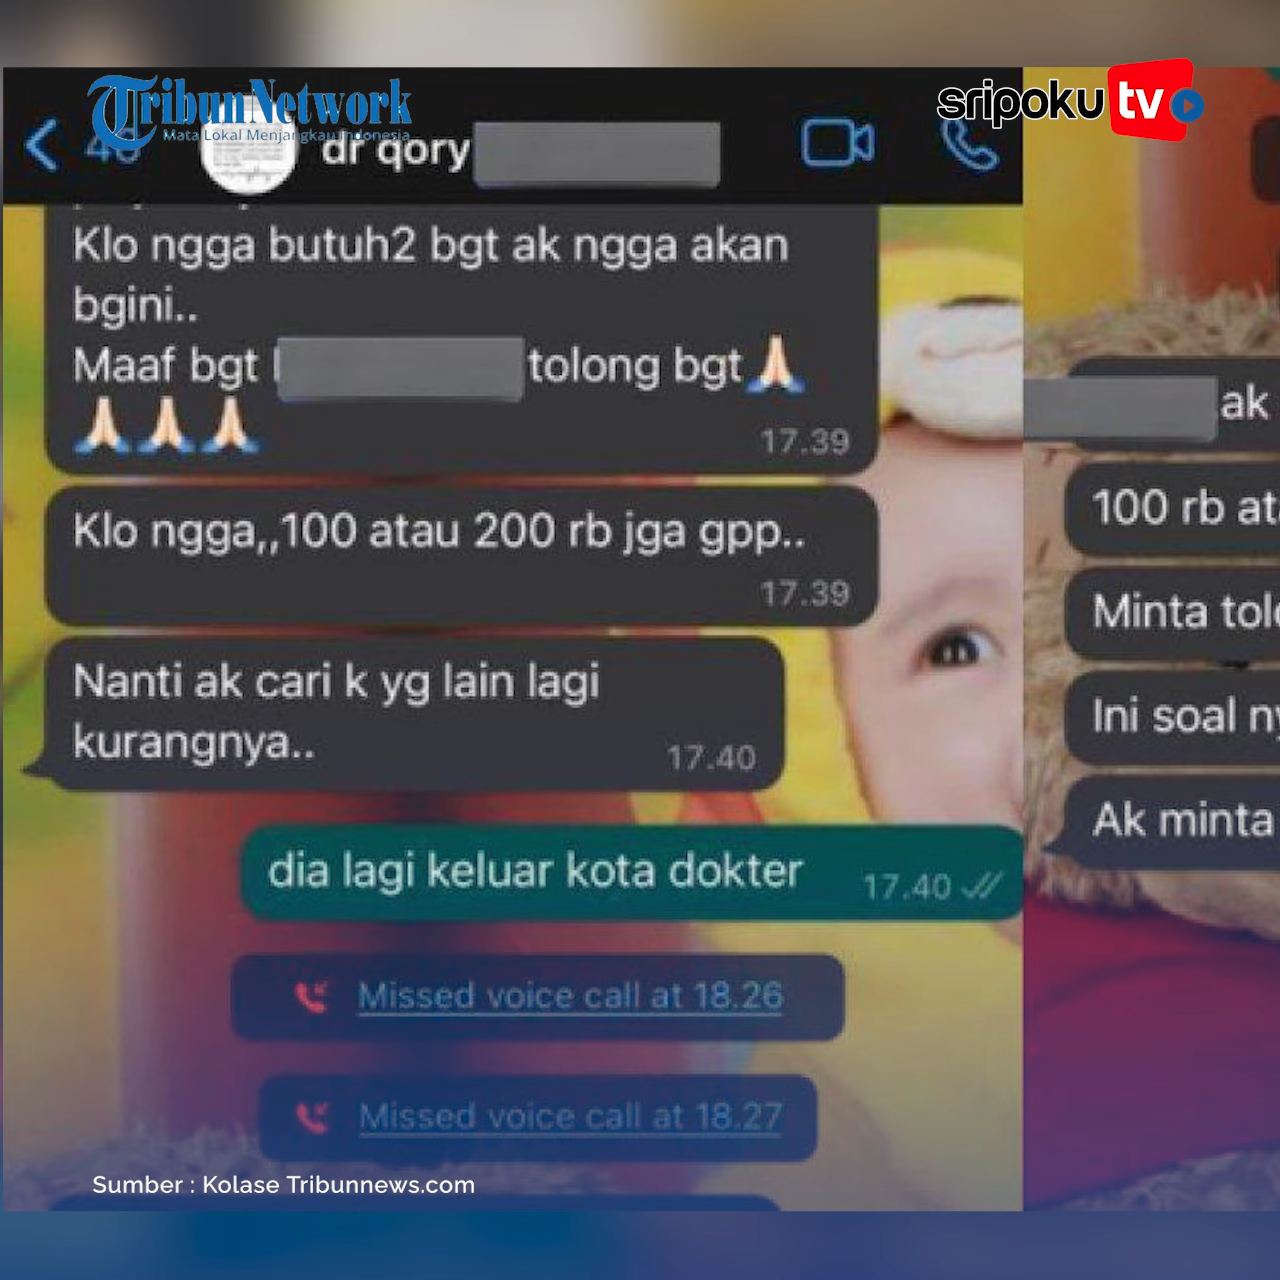 TribunNetwork
Mata Lokal Menjangkau Indonesia
sripoku tv
46
dr qory
Klo ngga butuh2 bgt ak ngga akan
bgini..
Maaf bgt tolong bgt🙏🏻
🙏🏻🙏🏻🙏🏻
17.39
Klo ngga,,100 atau 200 rb jga gpp..
17.39
Nanti ak cari k yg lain lagi
kurangnya..
17.40
dia lagi keluar kota dokter
17.40
Missed voice call at 18.26
Missed voice call at 18.27
ak
100 rb
Minta
Ini soal
Ak minta
Sumber : Kolase Tribunnews.com